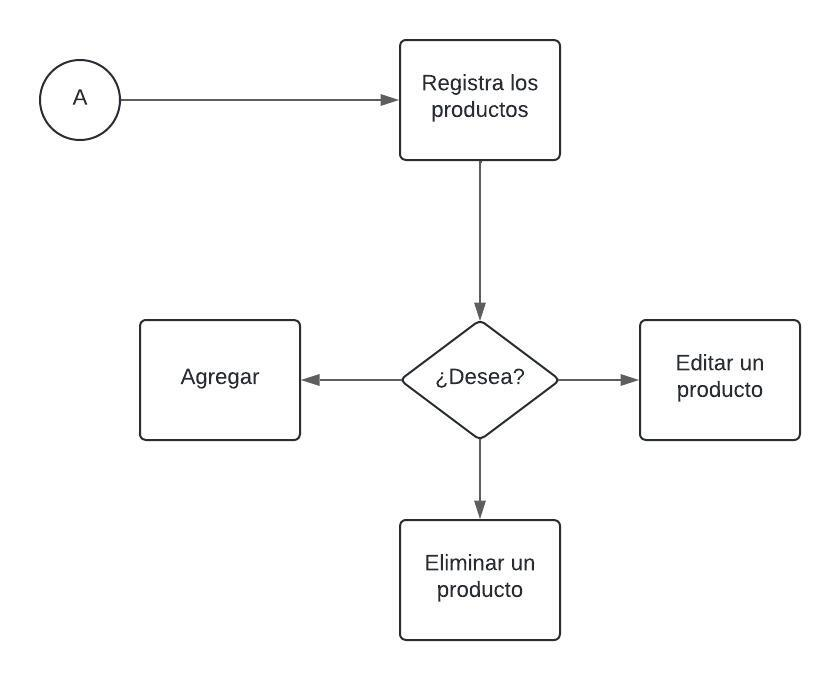 A
Registra los
productos
Agregar
¿Desea?
Editar un
producto
Eliminar un
producto